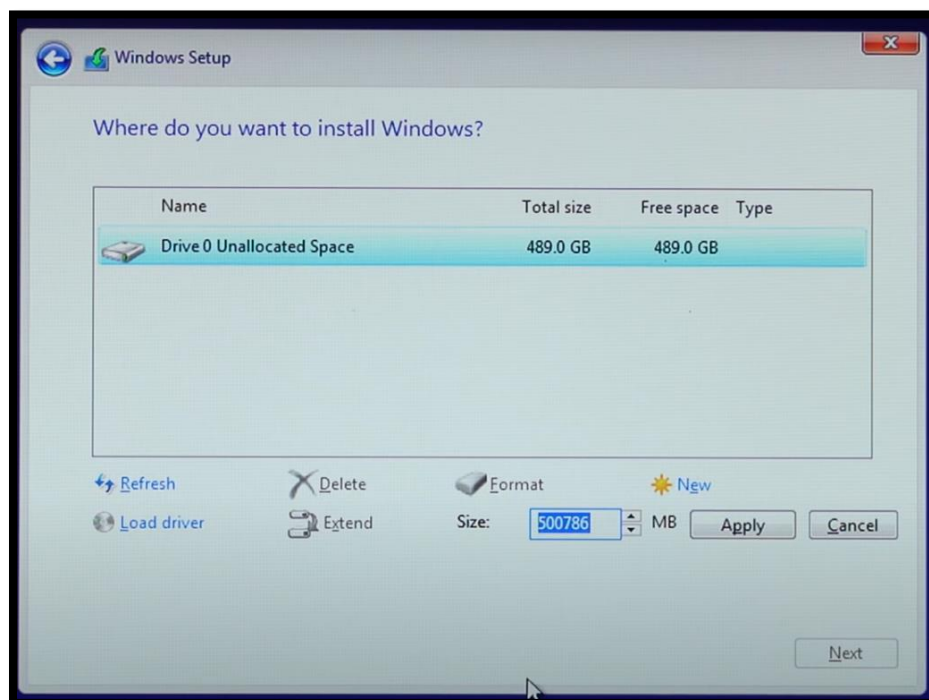 Windows Setup
Where do you want to install Windows?
Name Total size Free space Type
Drive 0 Unallocated Space 489.0 GB 489.0 GB
Refresh Delete Format New
Load driver Extend Size: 500786 MB Apply Cancel
Next